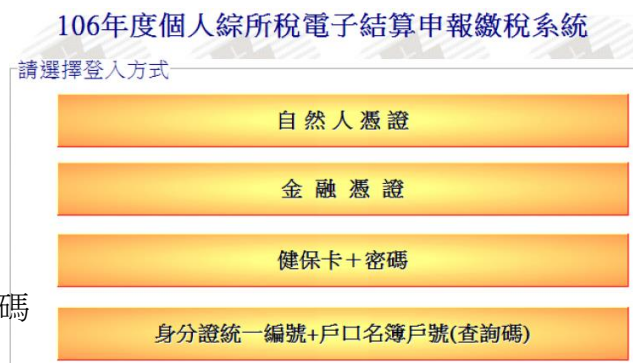 106年度個人綜所稅電子結算申報繳稅系統
請選擇登入方式
自然人憑證
金融憑證
健保卡＋密碼
碼
身分證統一編號+戶口名簿戶號(查詢碼)